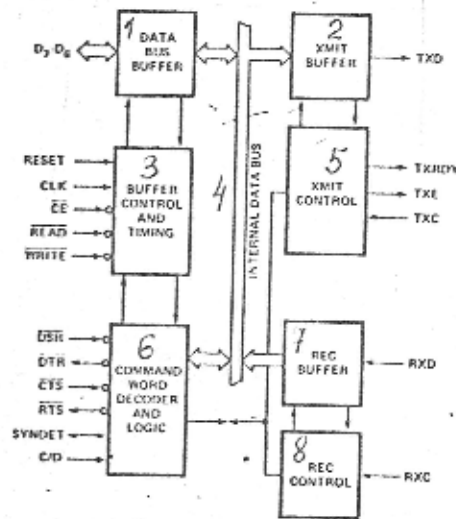 1
DATA
BUS
BUFFER
D7-D0
2
XMIT
BUFFER
TXD
3
BUFFER
CONTROL
AND
TIMING
RESET
CLK
CE
READ
WRITE
4
INTERNAL DATA BUS
5
XMIT
CONTROL
TXRDY
TXE
TXC
6
COMMAND
WORD
DECODER
AND
LOGIC
DSR
DTR
CTS
RTS
SYNDET
C/D
7
REC
BUFFER
RXD
8
REC
CONTROL
RXC